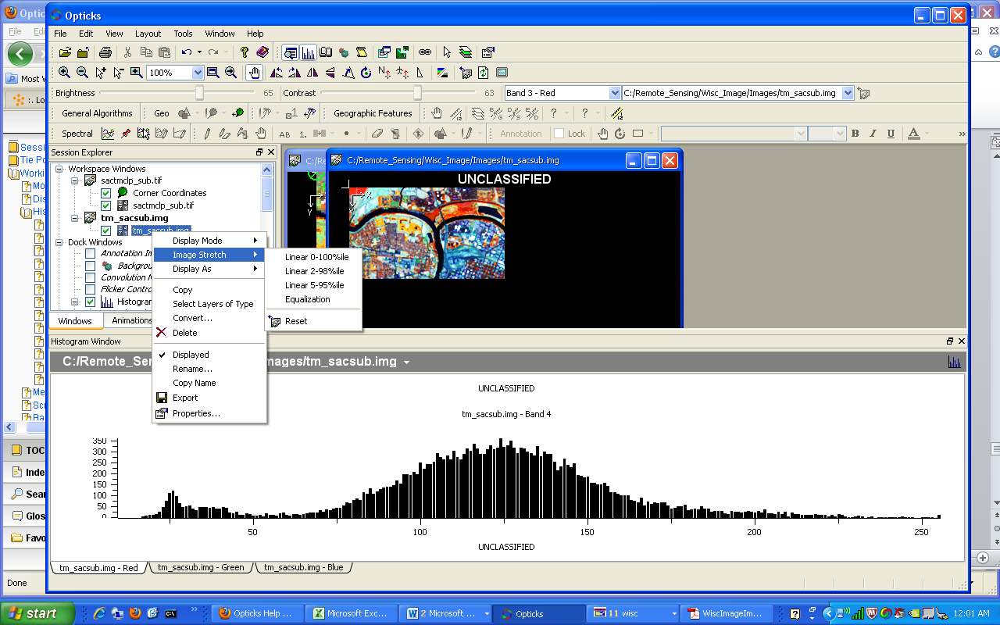 Optic
Opticks
File
Edi
File Edit View Layout Tools Window Help
100%
Most W
Brightness 65 Contrast 63 Band 3 - Red C:/Remote_Sensing/Wisc_Image/Images/tm_sacsub.img
:. Lo
General Algorithms Geo Geographic Features
Spectral AB 1. Annotation Lock B I U A
Session Explorer
Sessi
Tie Po
Worki
Mo
Dis
His
Me
Scr
Ba
Workspace Windows
sactmclp_sub.tif
Corner Coordinates
sactmclp_sub.tif
tm_sacsub.img
tm_sacsub.img
Dock Windows
Annotation Im
Backgrou
Convolution M
Flicker Contro
Histogram
Windows Animations
C:/Re
C:/Remote_Sensing/Wisc_Image/Images/tm_sacsub.img
UNCLASSIFIED
Y
X
Y
Display Mode
Image Stretch
Display As
Copy
Select Layers of Type
Convert...
Delete
Displayed
Rename...
Copy Name
Export
Properties...
Linear 0-100%ile
Linear 2-98%ile
Linear 5-95%ile
Equalization
Reset
Histogram Window
C:/Remote_Sen
mages/tm_sacsub.img
UNCLASSIFIED
tm_sacsub.img - Band 4
350
300
250
200
150
100
50
0
50 100 150 200 250
UNCLASSIFIED
tm_sacsub.img - Red tm_sacsub.img - Green tm_sacsub.img - Blue
TOC
Inde
Sear
Glos
Favo
Done
start
Opticks Help ... Microsoft Exc... 2 Microsoft ... Opticks 11 wisc WiscImageIm... 12:01 AM